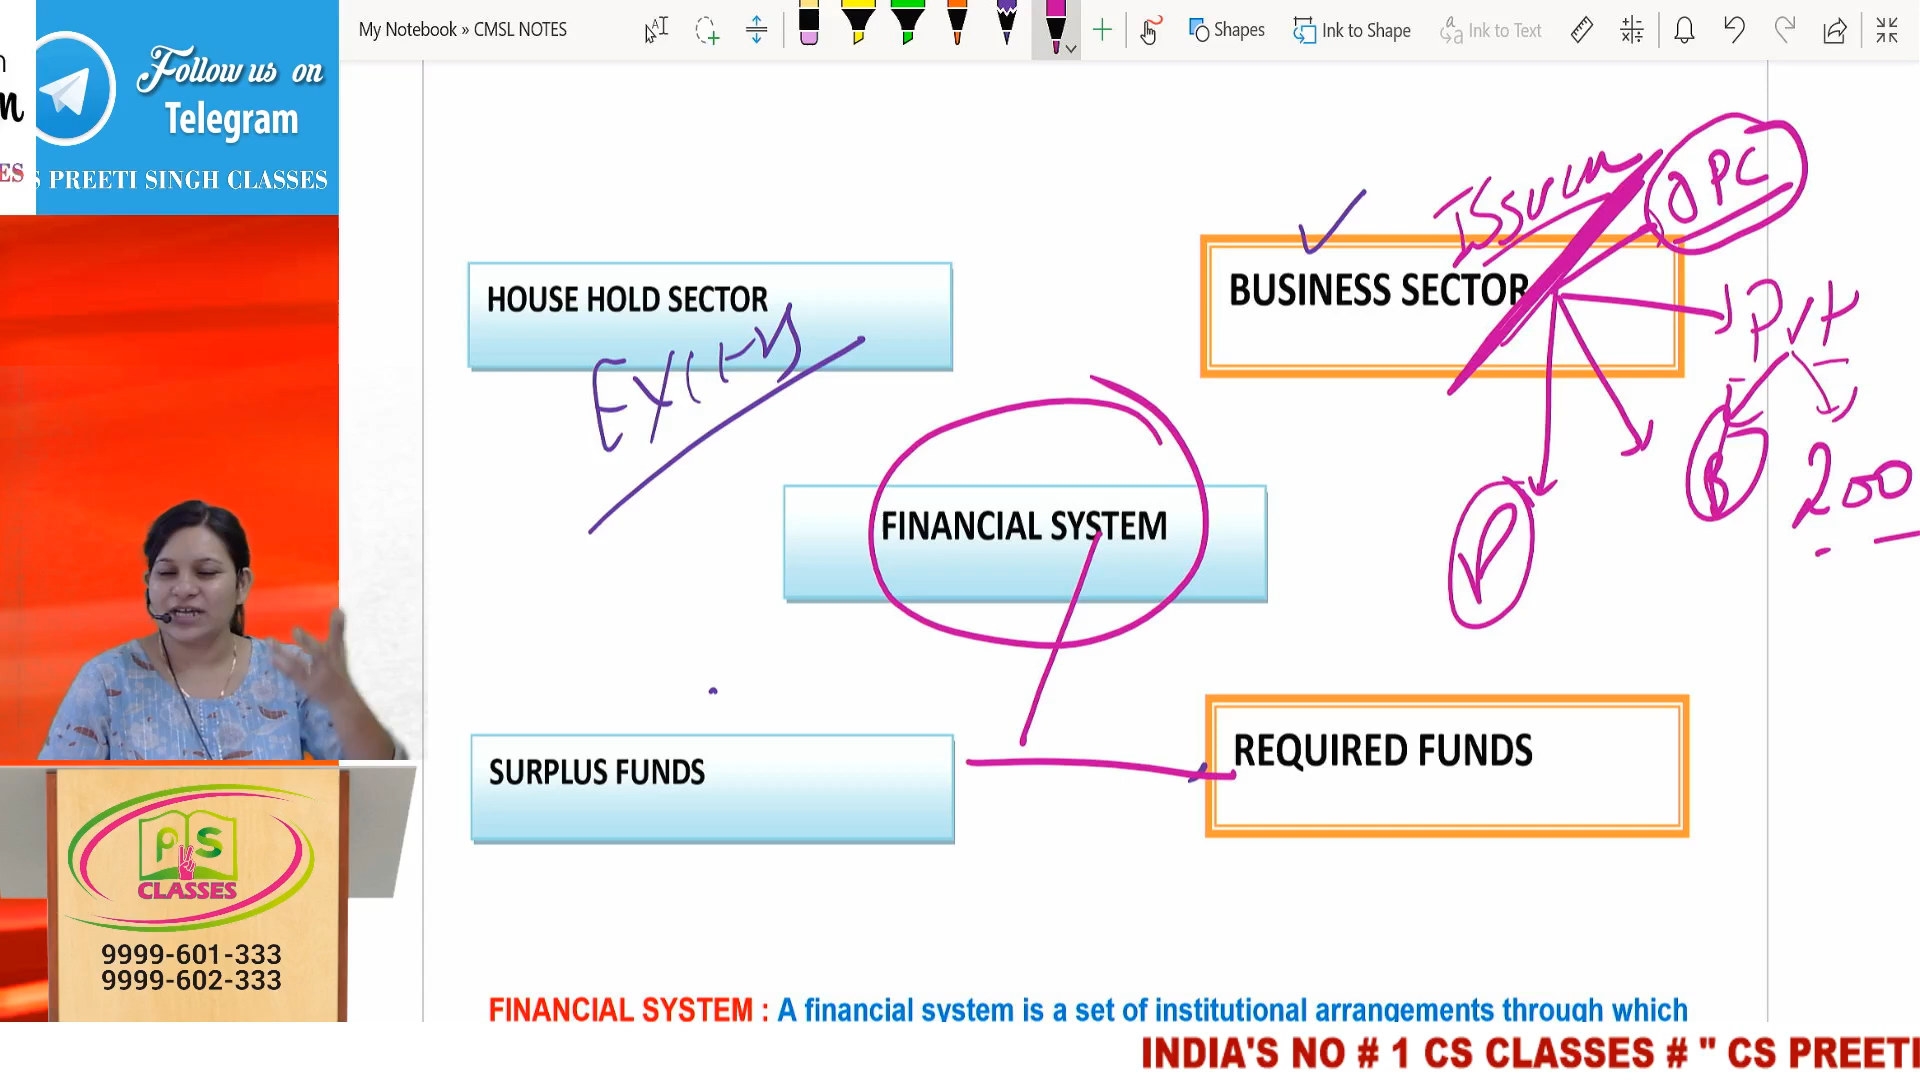 My Notebook » CMSL NOTES
Shapes
Ink to Shape
Ink to Text
Follow us on
Telegram
ES
S PREETI SINGH CLASSES
OPC
HOUSE HOLD SECTOR
BUSINESS SECTOR
Pvt
200
B
FINANCIAL SYSTEM
P
SURPLUS FUNDS
REQUIRED FUNDS
PS
CLASSES
9999-601-333
9999-602-333
FINANCIAL SYSTEM : A financial system is a set of institutional arrangements through which
INDIA'S NO # 1 CS CLASSES # " CS PREETI